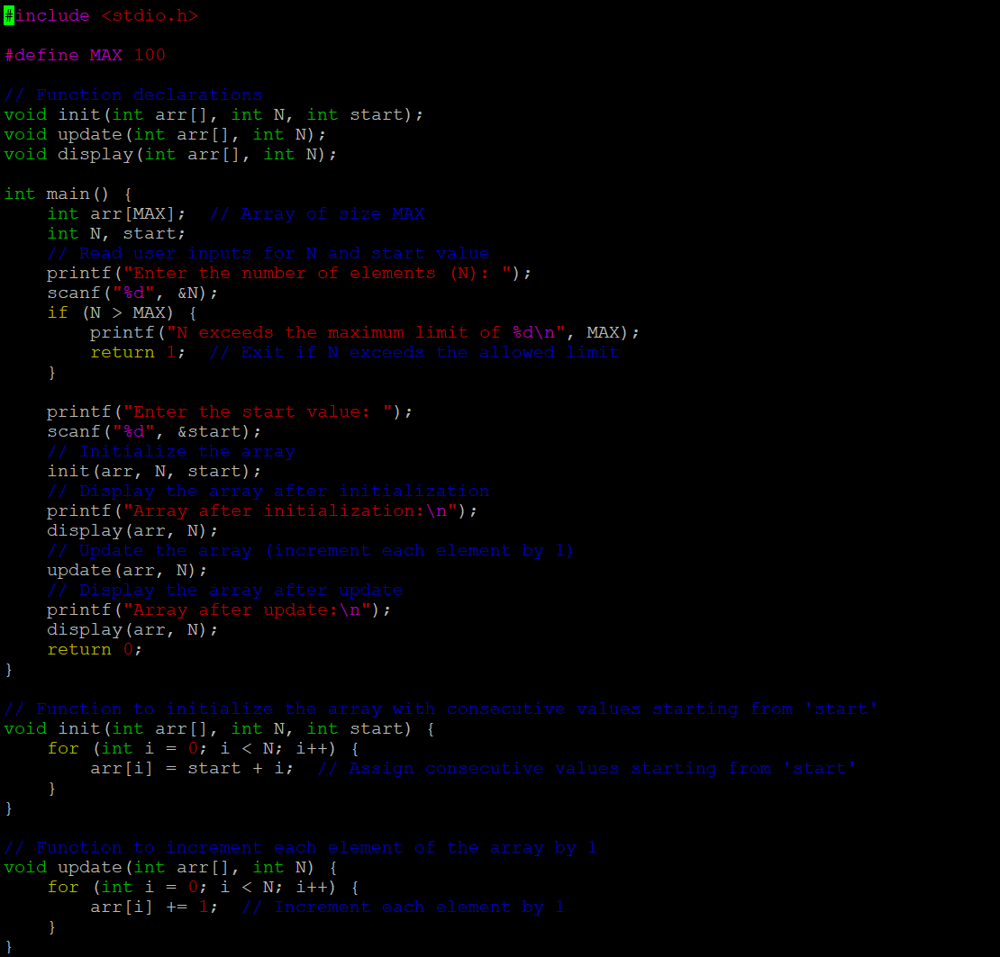 #include <stdio.h>

#define MAX 100

// Function declarations
void init(int arr[], int N, int start);
void update(int arr[], int N);
void display(int arr[], int N);

int main() {
    int arr[MAX];  // Array of size MAX
    int N, start;
    // Read user inputs for N and start value
    printf("Enter the number of elements (N): ");
    scanf("%d", &N);
    if (N > MAX) {
        printf("N exceeds the maximum limit of %d\n", MAX);
        return 1;  // Exit if N exceeds the allowed limit
    }

    printf("Enter the start value: ");
    scanf("%d", &start);
    // Initialize the array
    init(arr, N, start);
    // Display the array after initialization
    printf("Array after initialization:\n");
    display(arr, N);
    // Update the array (increment each element by 1)
    update(arr, N);
    // Display the array after update
    printf("Array after update:\n");
    display(arr, N);
    return 0;
}

// Function to initialize the array with consecutive values starting from 'start'
void init(int arr[], int N, int start) {
    for (int i = 0; i < N; i++) {
        arr[i] = start + i;  // Assign consecutive values starting from 'start'
    }
}

// Function to increment each element of the array by 1
void update(int arr[], int N) {
    for (int i = 0; i < N; i++) {
        arr[i] += 1;  // Increment each element by 1
    }
}